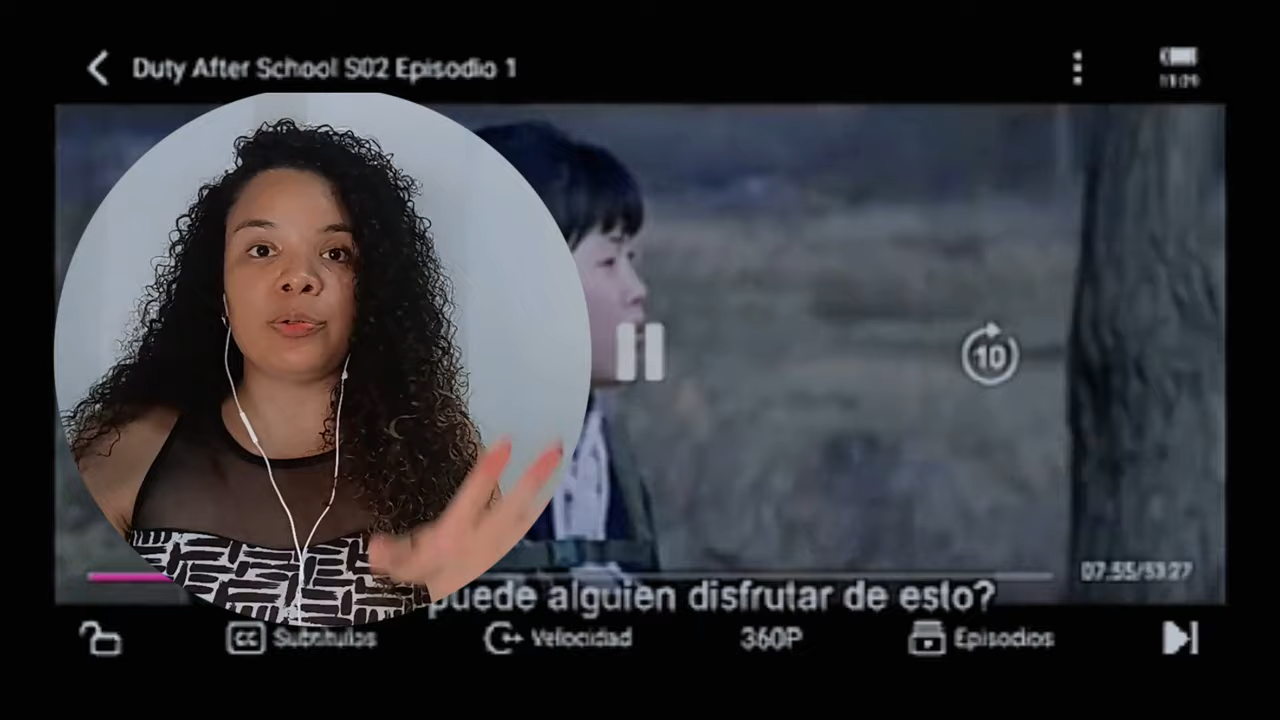 Duty After School S02 Episodio 1
10
07:55/53:27
puede alguien disfrutar de esto?
CC Subtítulos
Velocidad
360P
Episodios